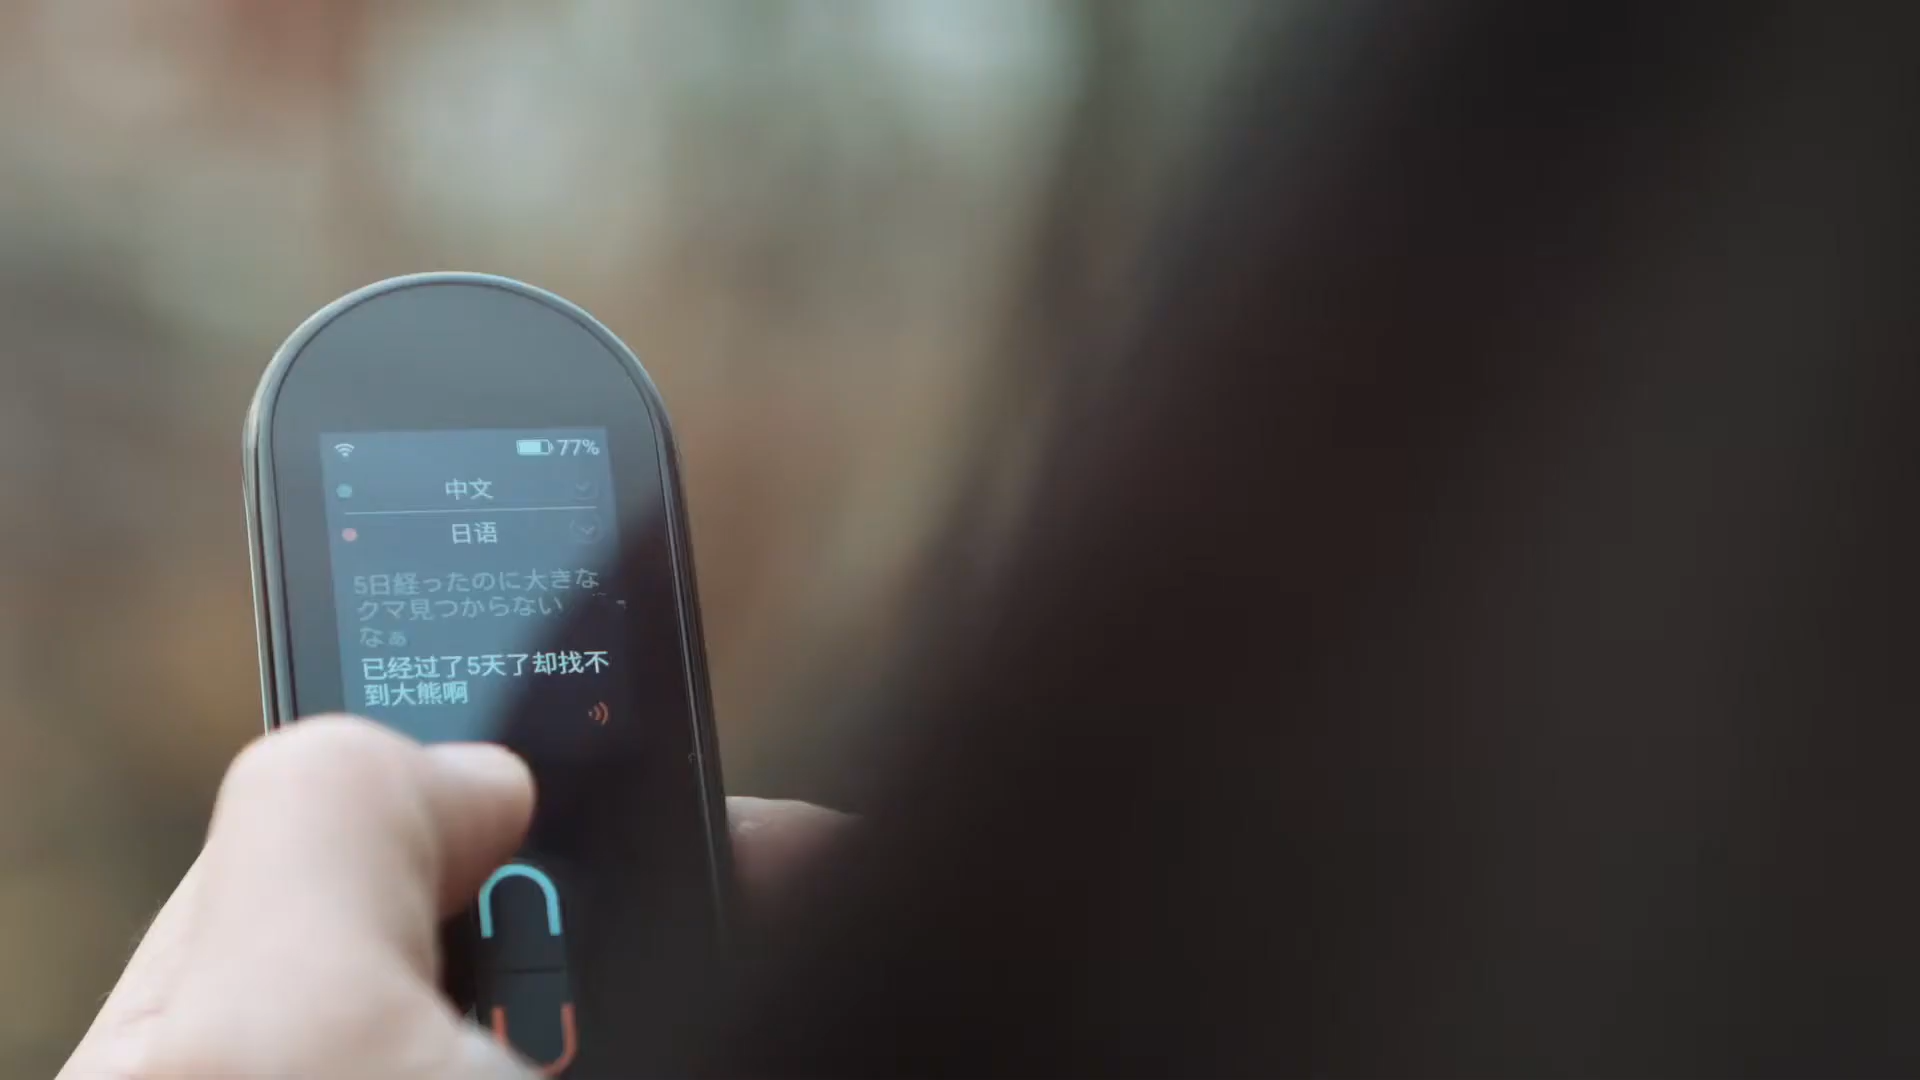 77%
中文
日语
5日経ったのに大きな
クマ見つからない
なぁ
已经过了5天了却找不
到大熊啊